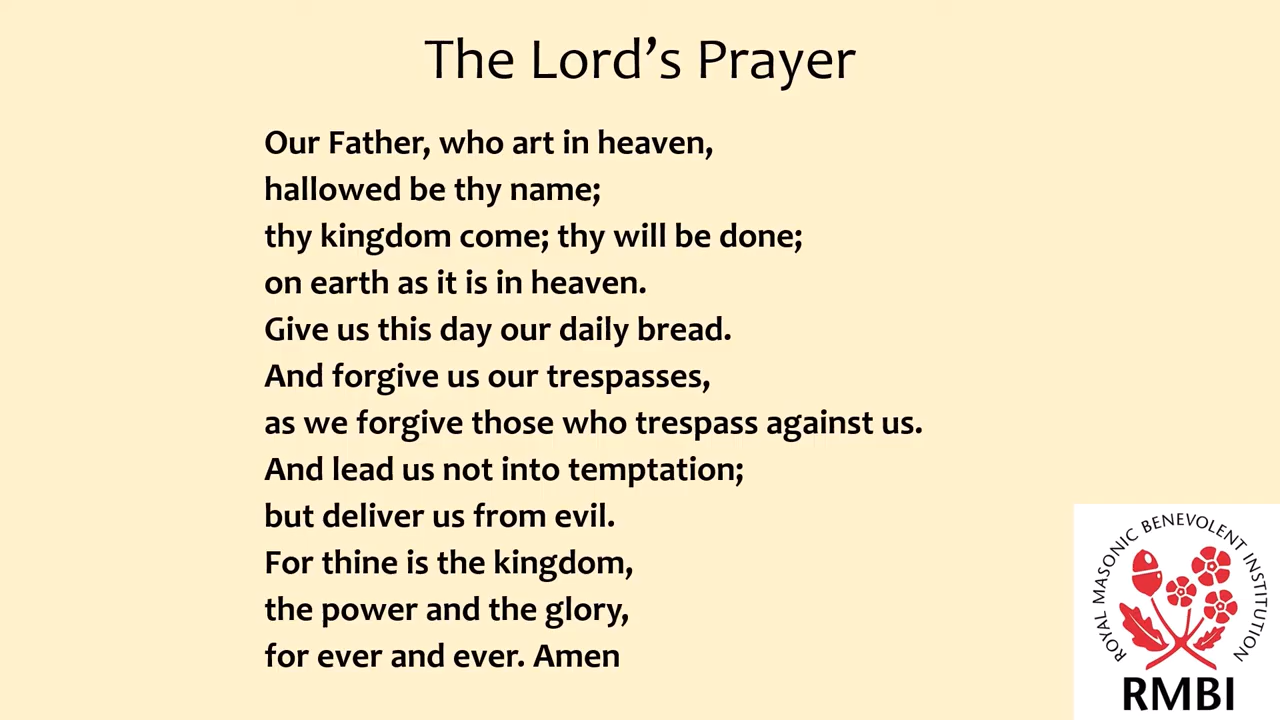 The Lord’s Prayer
Our Father, who art in heaven,
hallowed be thy name;
thy kingdom come; thy will be done;
on earth as it is in heaven.
Give us this day our daily bread.
And forgive us our trespasses,
as we forgive those who trespass against us.
And lead us not into temptation;
but deliver us from evil.
For thine is the kingdom,
the power and the glory,
for ever and ever. Amen
ROYAL MASONIC BENEVOLENT INSTITUTION
RMBI